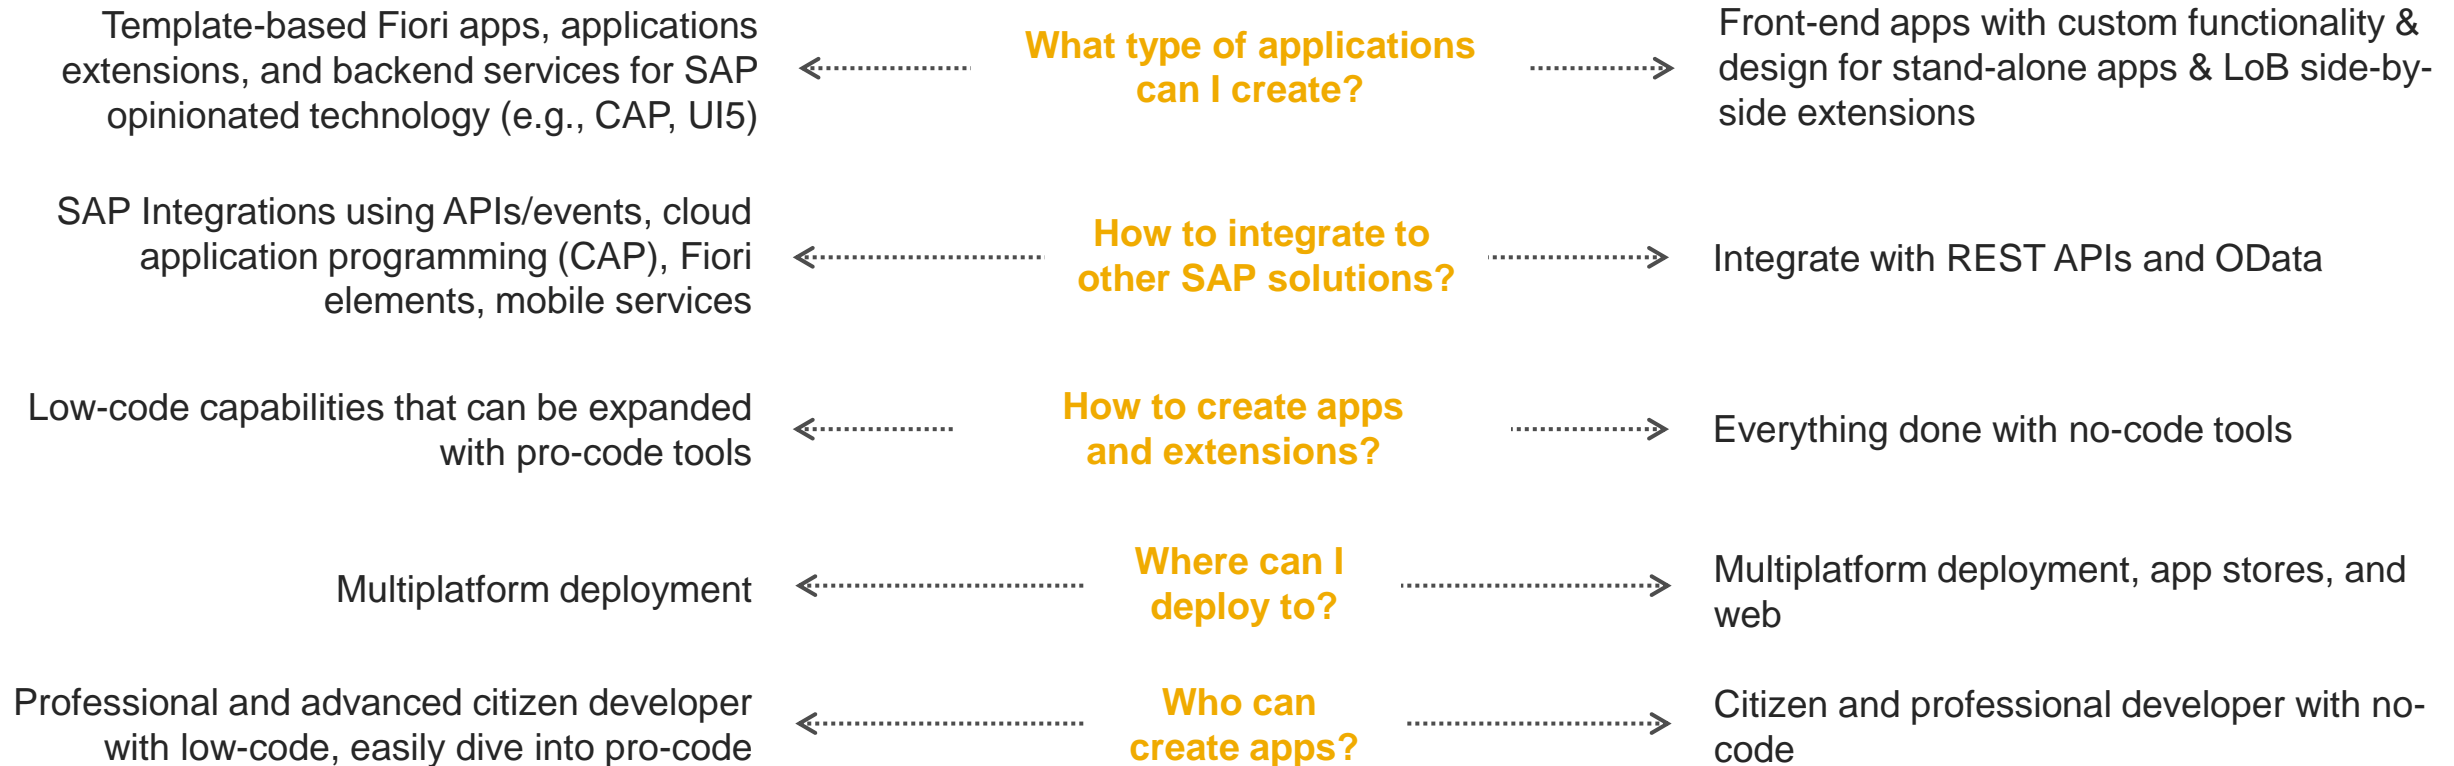 Template-based Fiori apps, applications
extensions, and backend services for SAP
opinionated technology (e.g., CAP, UI5)
What type of applications
can I create?
Front-end apps with custom functionality &
design for stand-alone apps & LoB side-by-
side extensions
SAP Integrations using APIs/events, cloud
application programming (CAP), Fiori
elements, mobile services
How to integrate to
other SAP solutions?
Integrate with REST APIs and OData
Low-code capabilities that can be expanded
with pro-code tools
How to create apps
and extensions?
Everything done with no-code tools
Multiplatform deployment
Where can I
deploy to?
Multiplatform deployment, app stores, and
web
Professional and advanced citizen developer
with low-code, easily dive into pro-code
Who can
create apps?
Citizen and professional developer with no-
code